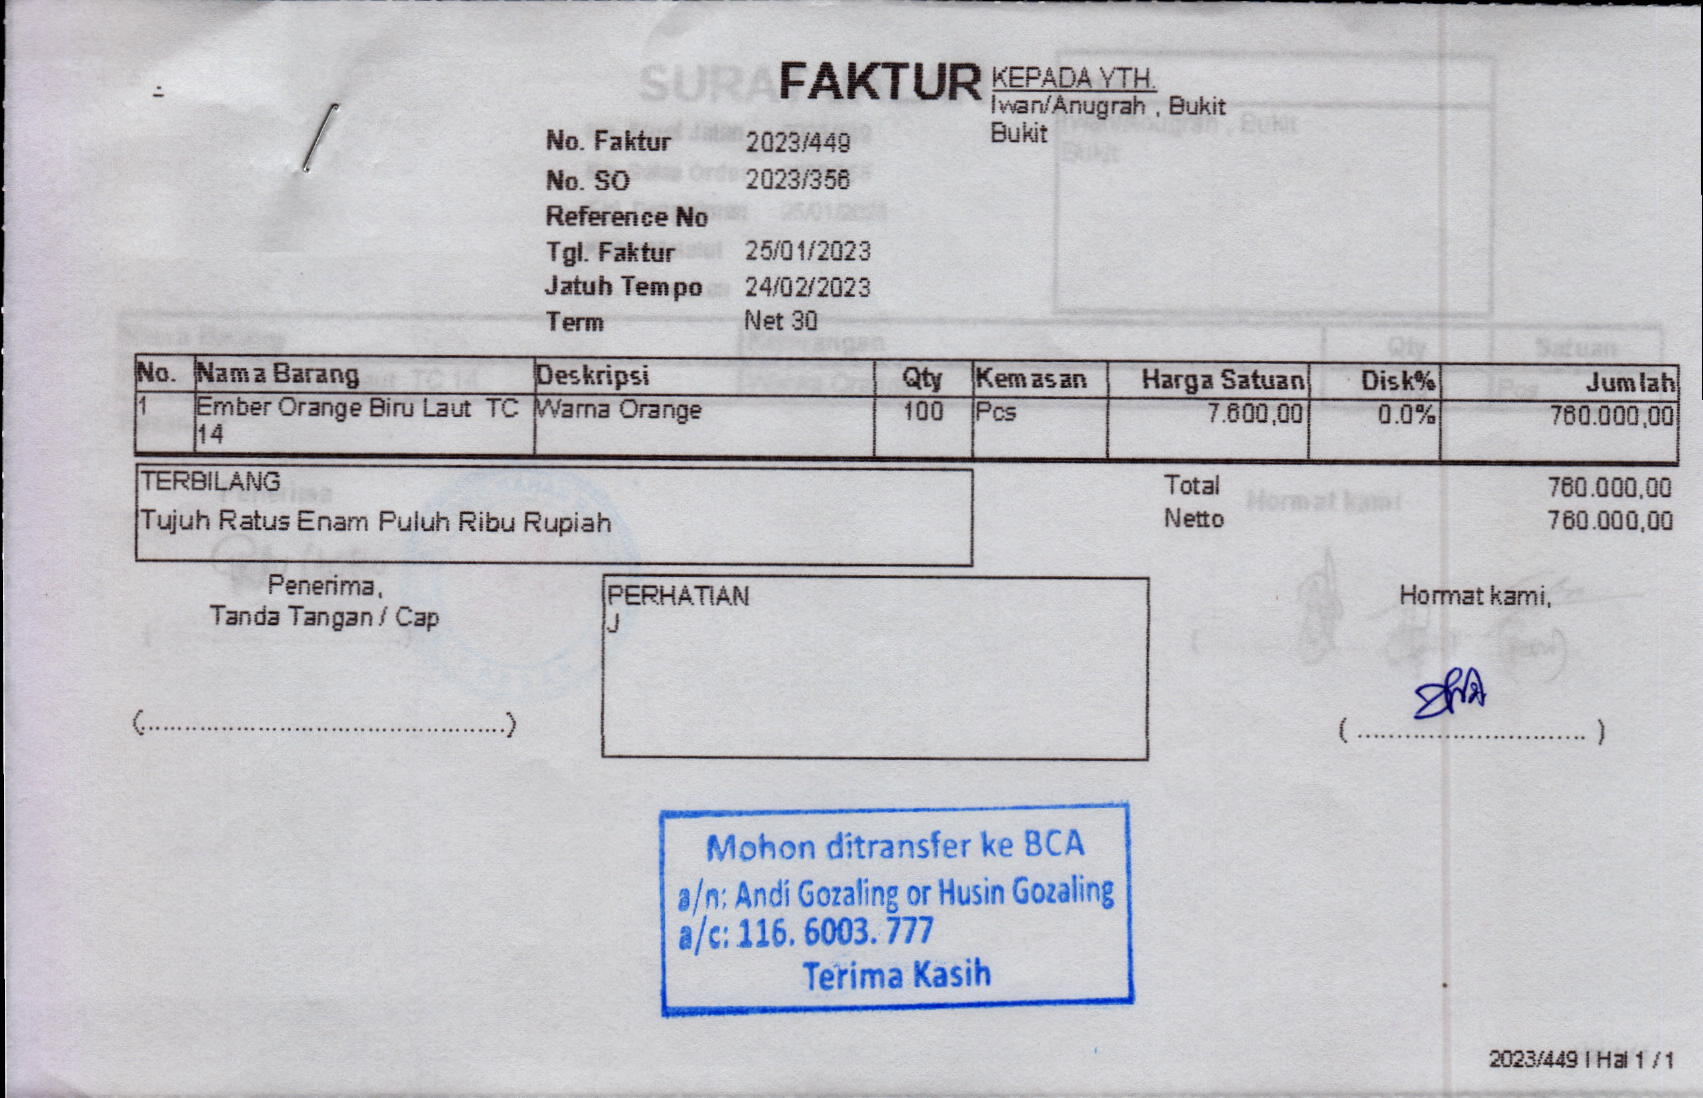 FAKTUR
KEPADA YTH.
Iwan/Anugrah , Bukit
Bukit
No. Faktur 2023/449
No. SO 2023/356
Reference No
Tgl. Faktur 25/01/2023
Jatuh Tempo 24/02/2023
Term Net 30
No. Nama Barang Deskripsi Qty Kemasan Harga Satuan Disk% Jumlah
1 Ember Orange Biru Laut TC Warna Orange 100 Pcs 7.600,00 0.0% 760.000,00
14
TERBILANG
Tujuh Ratus Enam Puluh Ribu Rupiah
Total 760.000,00
Netto 760.000,00
Penerima,
Tanda Tangan / Cap
(................................................)
PERHATIAN
J
Hormat kami,
( ............................. )
Mohon ditransfer ke BCA
a/n: Andi Gozaling or Husin Gozaling
a/c: 116. 6003. 777
Terima Kasih
2023/449 | Hal 1 / 1